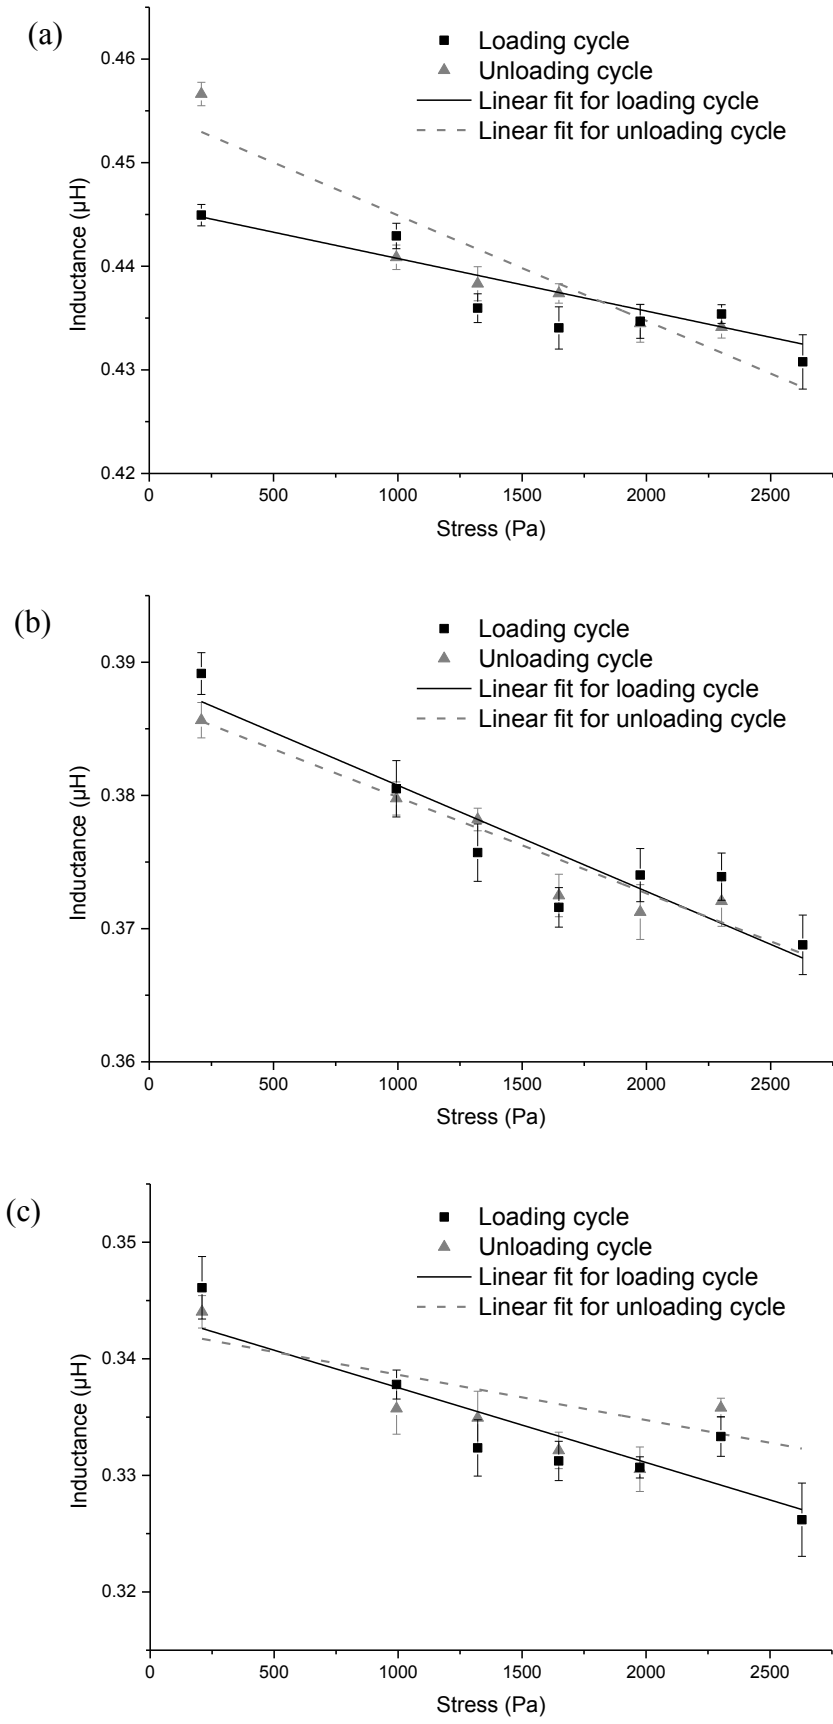 (a)
Loading cycle
Unloading cycle
Linear fit for loading cycle
Linear fit for unloading cycle
0.46
0.45
0.44
0.43
0.42
Inductance (µH)
0 500 1000 1500 2000 2500
Stress (Pa)
(b)
Loading cycle
Unloading cycle
Linear fit for loading cycle
Linear fit for unloading cycle
0.39
0.38
0.37
0.36
Inductance (µH)
0 500 1000 1500 2000 2500
Stress (Pa)
(c)
Loading cycle
Unloading cycle
Linear fit for loading cycle
Linear fit for unloading cycle
0.35
0.34
0.33
0.32
Inductance (µH)
0 500 1000 1500 2000 2500
Stress (Pa)